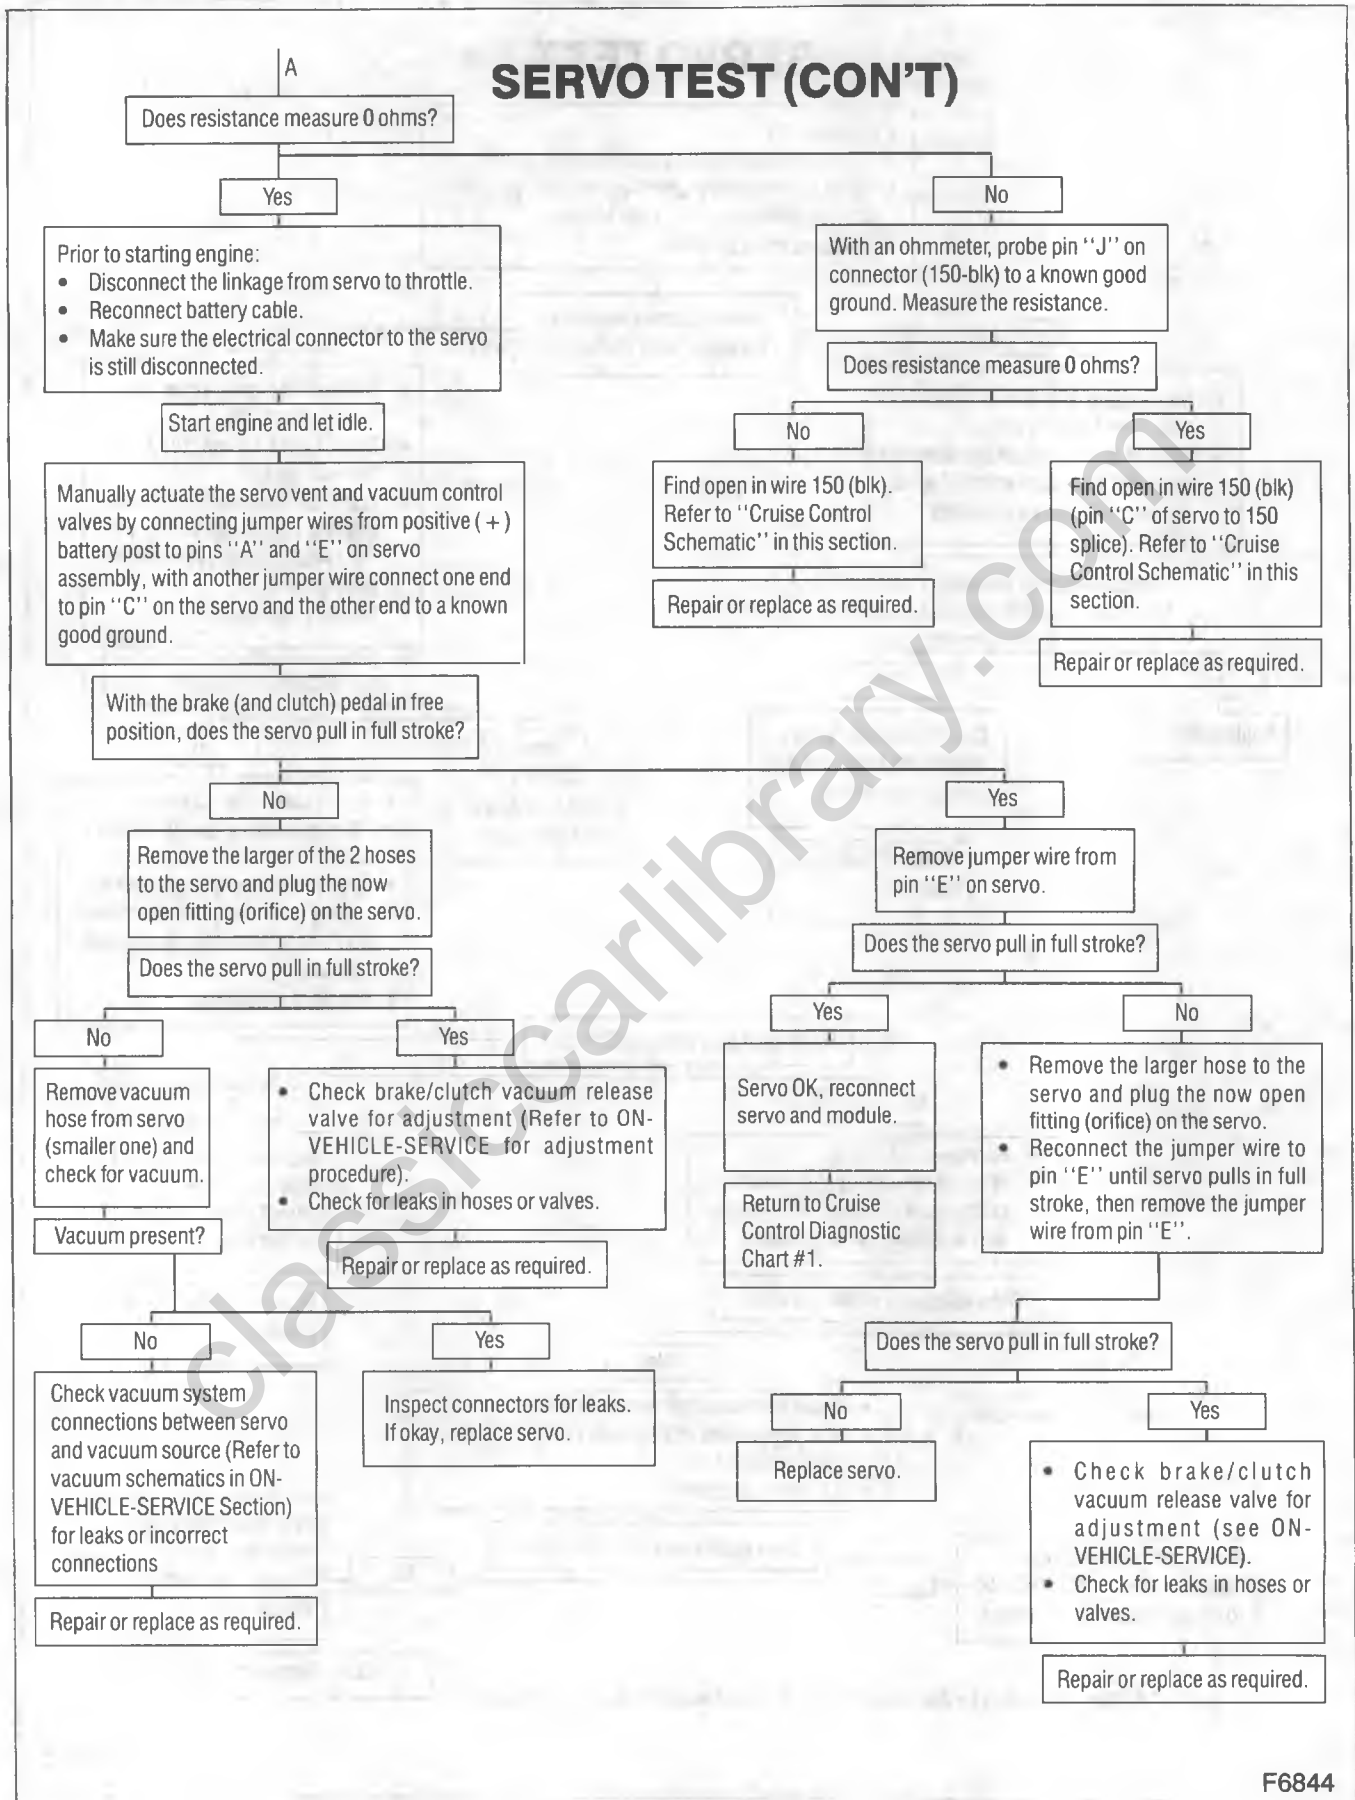 A
SERVO TEST (CON'T)
Does resistance measure 0 ohms?
Yes
No
Prior to starting engine:
• Disconnect the linkage from servo to throttle.
• Reconnect battery cable.
• Make sure the electrical connector to the servo
is still disconnected.
With an ohmmeter, probe pin "J" on
connector (150-blk) to a known good
ground. Measure the resistance.
Does resistance measure 0 ohms?
Start engine and let idle.
No
Yes
Manually actuate the servo vent and vacuum control
valves by connecting jumper wires from positive (+)
battery post to pins "A" and "E" on servo
assembly, with another jumper wire connect one end
to pin "C" on the servo and the other end to a known
good ground.
Find open in wire 150 (blk).
Refer to "Cruise Control
Schematic" in this section.
Repair or replace as required.
Find open in wire 150 (blk)
(pin "C" of servo to 150
splice). Refer to "Cruise
Control Schematic" in this
section.
Repair or replace as required.
With the brake (and clutch) pedal in free
position, does the servo pull in full stroke?
No
Yes
Remove the larger of the 2 hoses
to the servo and plug the now
open fitting (orifice) on the servo.
Does the servo pull in full stroke?
Remove jumper wire from
pin "E" on servo.
Does the servo pull in full stroke?
No
Yes
Yes
No
Remove vacuum
hose from servo
(smaller one) and
check for vacuum.
Vacuum present?
• Check brake/clutch vacuum release
valve for adjustment (Refer to ON-
VEHICLE-SERVICE for adjustment
procedure).
• Check for leaks in hoses or valves.
Repair or replace as required.
Servo OK, reconnect
servo and module.
Return to Cruise
Control Diagnostic
Chart #1.
• Remove the larger hose to the
servo and plug the now open
fitting (orifice) on the servo.
• Reconnect the jumper wire to
pin "E" until servo pulls in full
stroke, then remove the jumper
wire from pin "E".
No
Yes
Does the servo pull in full stroke?
Check vacuum system
connections between servo
and vacuum source (Refer to
vacuum schematics in ON-
VEHICLE-SERVICE Section)
for leaks or incorrect
connections
Repair or replace as required.
Inspect connectors for leaks.
If okay, replace servo.
No
Yes
Replace servo.
• Check brake/clutch
vacuum release valve for
adjustment (see ON-
VEHICLE-SERVICE).
• Check for leaks in hoses or
valves.
Repair or replace as required.
F6844
classiccarlibrary.com